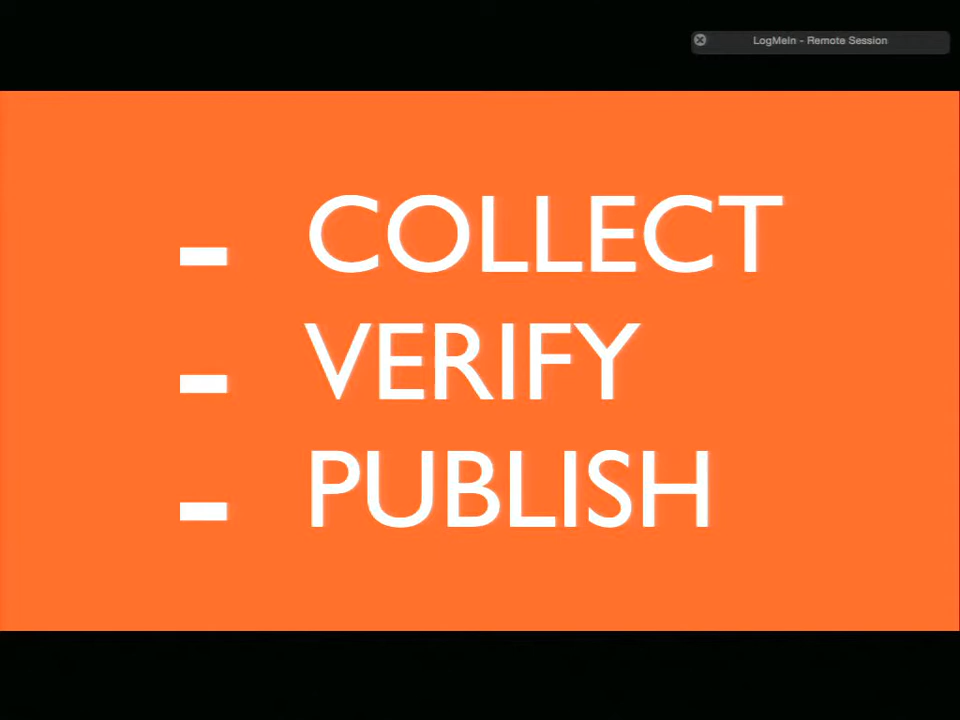 LogMeIn - Remote Session
- COLLECT
- VERIFY
- PUBLISH